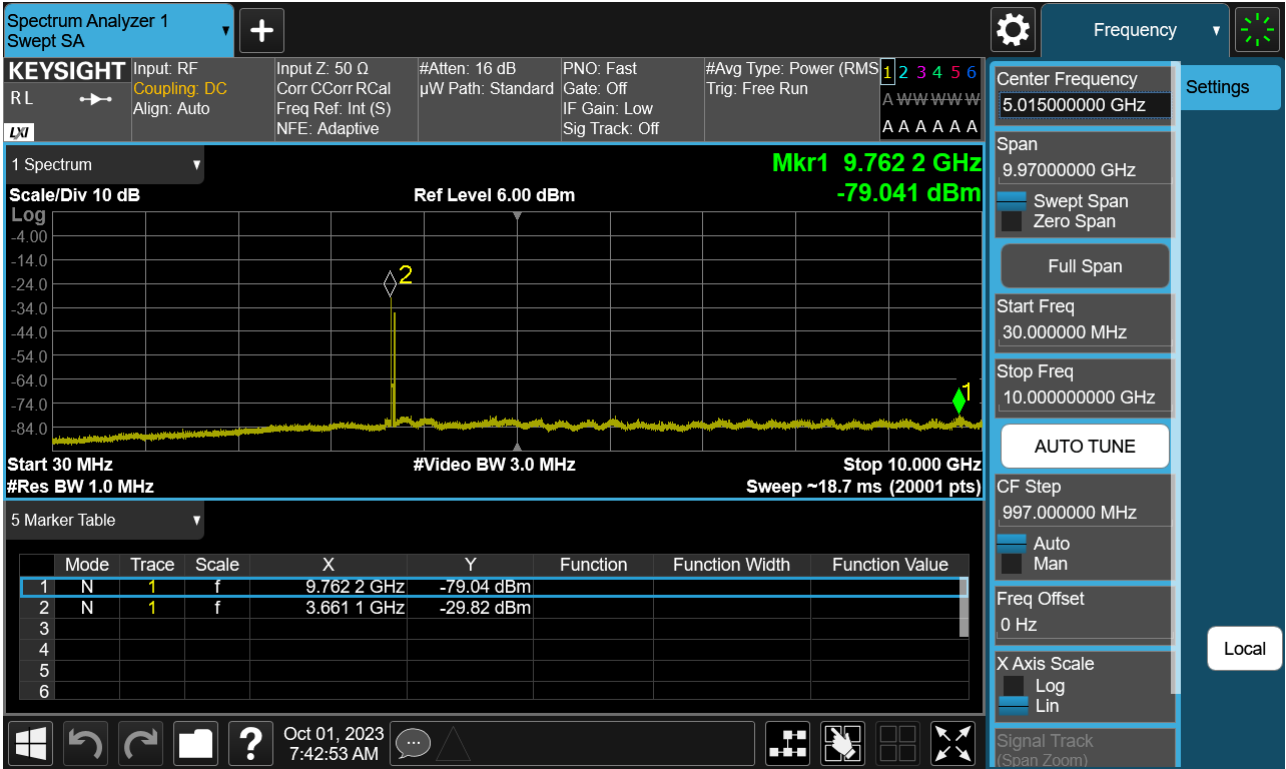 Spectrum Analyzer 1
Swept SA
Frequency
KEYSIGHT
R L
LXI
Input: RF
Coupling: DC
Align: Auto
Input Z: 50 Ω
Corr CCorr RCal
Freq Ref: Int (S)
NFE: Adaptive
#Atten: 16 dB
µW Path: Standard
PNO: Fast
Gate: Off
IF Gain: Low
Sig Track: Off
#Avg Type: Power (RMS
Trig: Free Run
1 2 3 4 5 6
A W W W W W
A A A A A A
1 Spectrum
Mkr1 9.762 2 GHz
-79.041 dBm
Scale/Div 10 dB
Ref Level 6.00 dBm
Log
-4.00
-14.0
-24.0
-34.0
-44.0
-54.0
-64.0
-74.0
-84.0
2
1
Start 30 MHz
#Video BW 3.0 MHz
Stop 10.000 GHz
#Res BW 1.0 MHz
Sweep ~18.7 ms (20001 pts)
5 Marker Table
Mode Trace Scale X Y Function Function Width Function Value
1 N 1 f 9.762 2 GHz -79.04 dBm
2 N 1 f 3.661 1 GHz -29.82 dBm
3
4
5
6
Oct 01, 2023
7:42:53 AM
Center Frequency
5.015000000 GHz
Settings
Span
9.97000000 GHz
Swept Span
Zero Span
Full Span
Start Freq
30.000000 MHz
Stop Freq
10.000000000 GHz
AUTO TUNE
CF Step
997.000000 MHz
Auto
Man
Freq Offset
0 Hz
Local
X Axis Scale
Log
Lin
Signal Track
(Span Zoom)